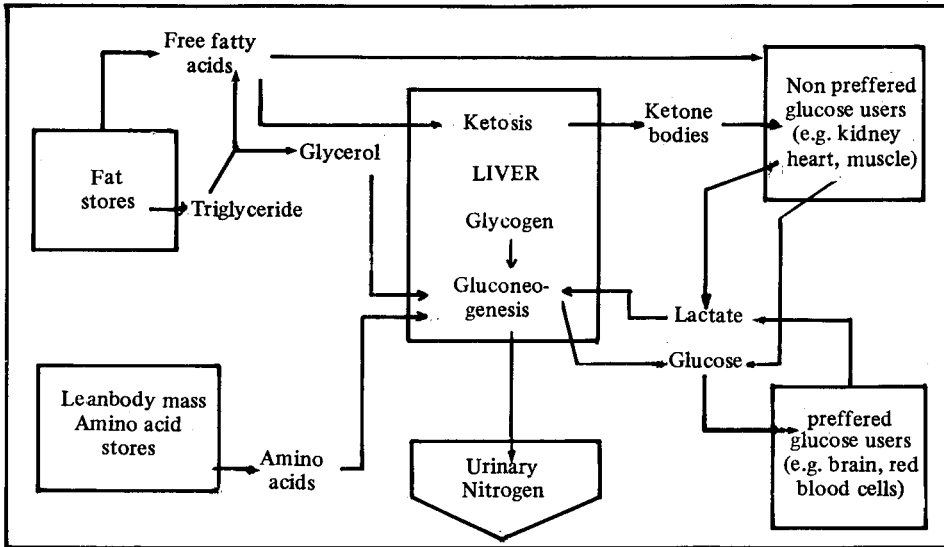 Free fatty
acids
Non preffered
glucose users
(e.g. kidney
heart, muscle)
Ketosis
Ketone
bodies
Glycerol
LIVER
Fat
stores
Triglyceride
Glycogen
Gluconeo-
genesis
Lactate
Glucose
Leanbody mass
Amino acid
stores
preffered
glucose users
(e.g. brain, red
blood cells)
Amino
acids
Urinary
Nitrogen